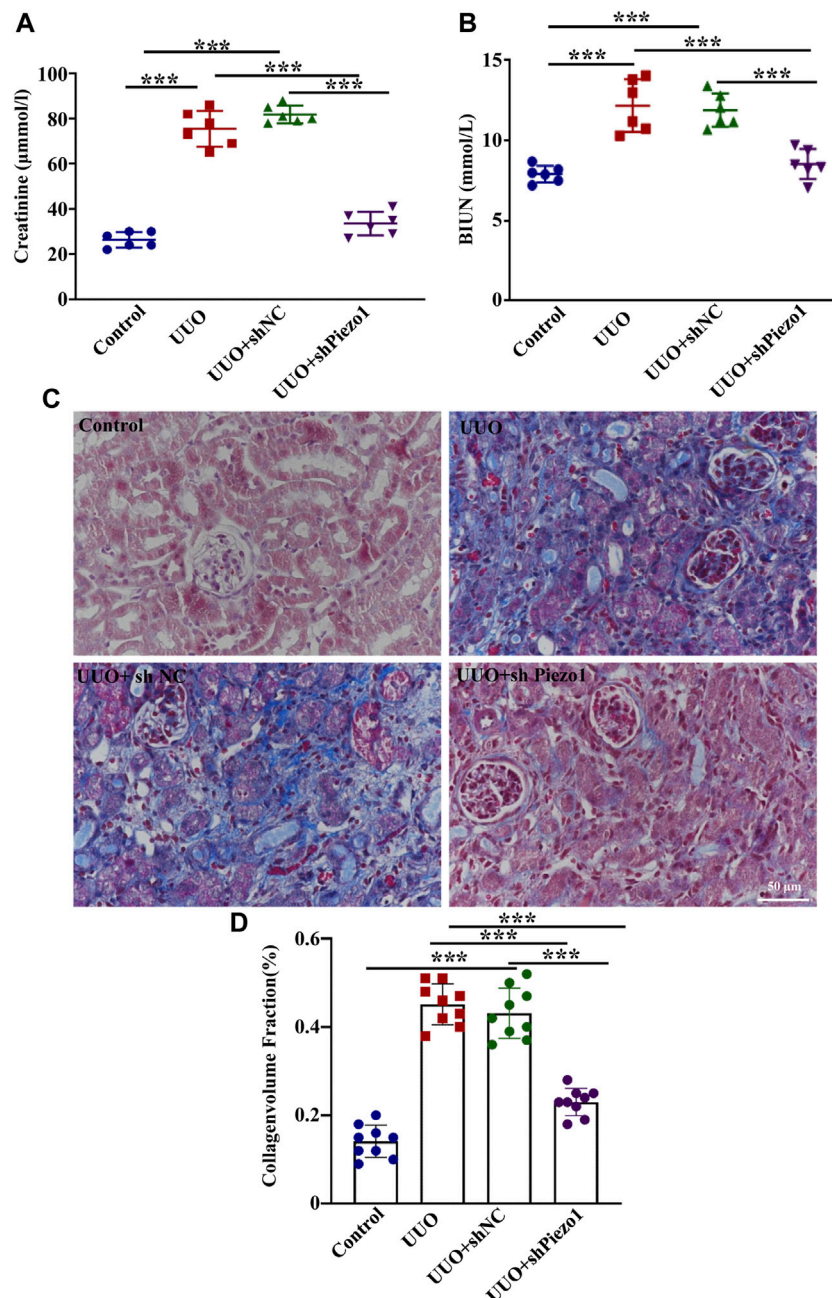 A
***
***
***
***
Creatinine (μmmol/l)
100
80
60
40
20
0
Control
UUO
UUO+shNC
UUO+shPiezo1
B
***
***
***
***
BIUN (mmol/L)
15
10
5
0
Control
UUO
UUO+shNC
UUO+shPiezo1
C
Control
UUO
UUO+ sh NC
UUO+sh Piezo1
50 μm
D
***
***
***
***
Collagenvolume Fraction(%)
0.6
0.4
0.2
0
Control
UUO
UUO+shNC
UUO+shPiezo1